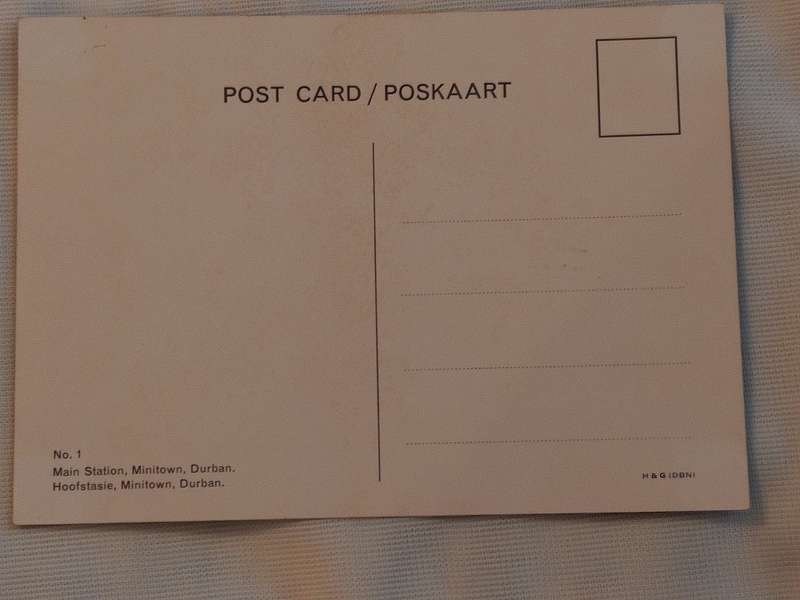 POST CARD / POSKAART
No. 1
Main Station, Minitown, Durban.
Hoofstasie, Minitown, Durban.
H & G (DBN)